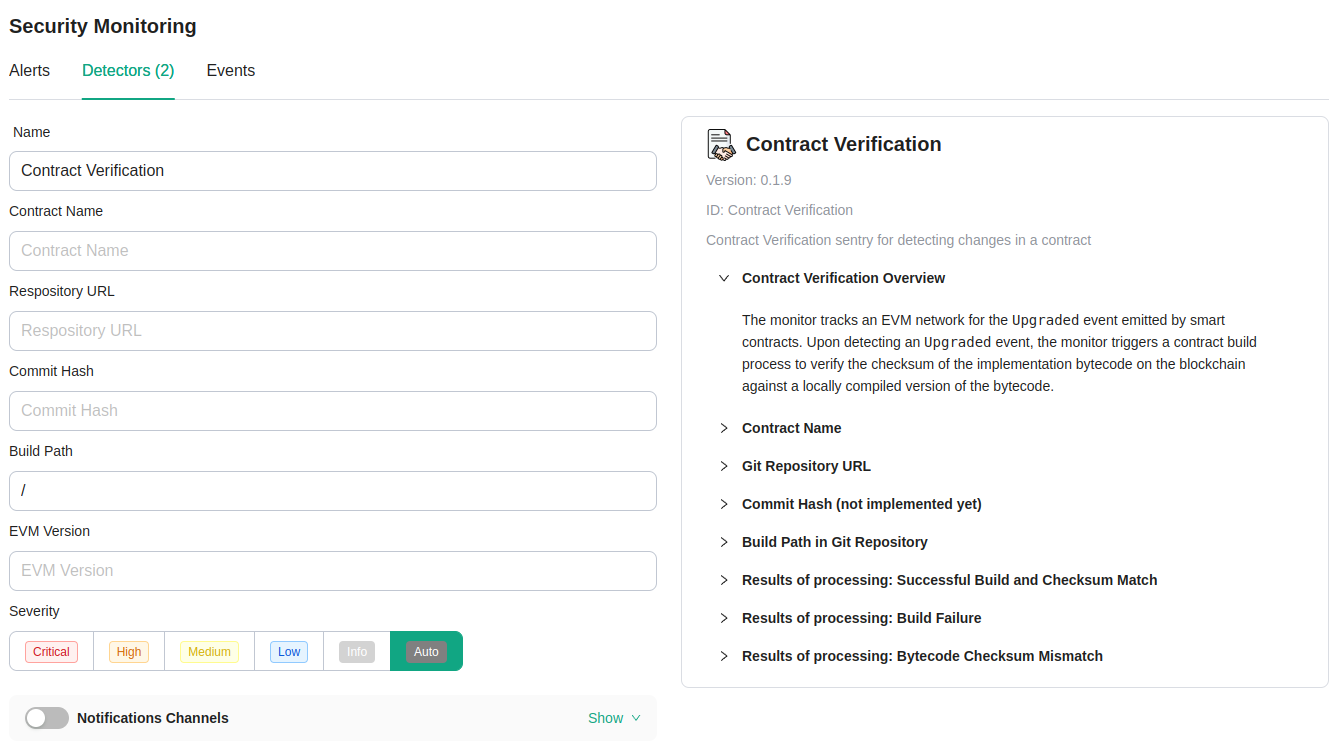 Security Monitoring
Alerts
Detectors (2)
Events
Name
Contract Verification
Contract Name
Contract Name
Respository URL
Respository URL
Commit Hash
Commit Hash
Build Path
/
EVM Version
EVM Version
Severity
Critical
High
Medium
Low
Info
Auto
Notifications Channels
Show
Contract Verification
Version: 0.1.9
ID: Contract Verification
Contract Verification sentry for detecting changes in a contract
Contract Verification Overview
The monitor tracks an EVM network for the Upgraded event emitted by smart
contracts. Upon detecting an Upgraded event, the monitor triggers a contract build
process to verify the checksum of the implementation bytecode on the blockchain
against a locally compiled version of the bytecode.
Contract Name
Git Repository URL
Commit Hash (not implemented yet)
Build Path in Git Repository
Results of processing: Successful Build and Checksum Match
Results of processing: Build Failure
Results of processing: Bytecode Checksum Mismatch